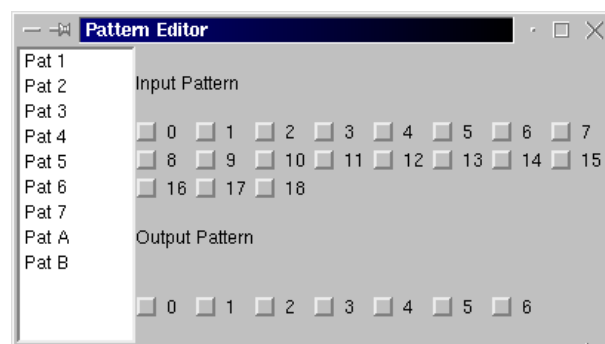 Pattern Editor
Pat 1
Pat 2
Pat 3
Pat 4
Pat 5
Pat 6
Pat 7
Pat A
Pat B
Input Pattern
0 1 2 3 4 5 6 7
8 9 10 11 12 13 14 15
16 17 18
Output Pattern
0 1 2 3 4 5 6